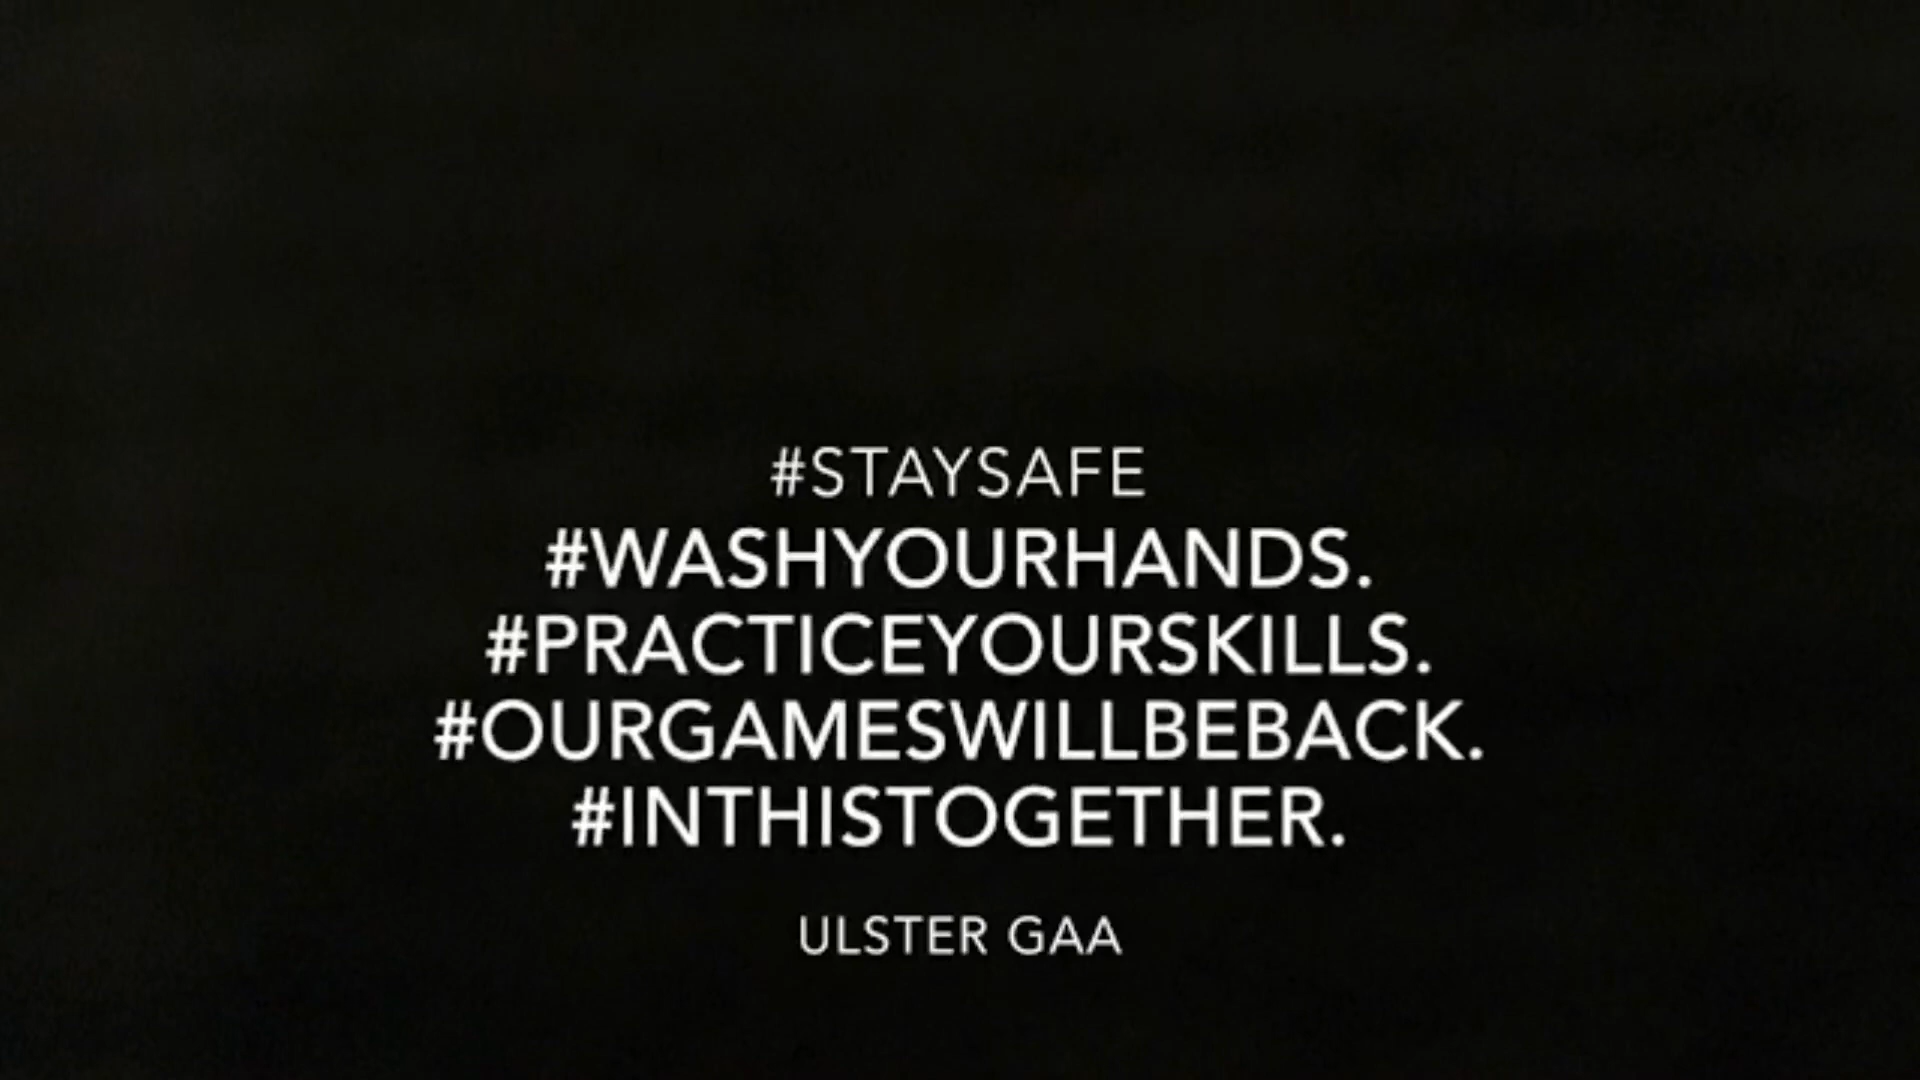 #STAYSAFE
#WASHYOURHANDS.
#PRACTICEYOURSKILLS.
#OURGAMESWILLBEBACK.
#INTHISTOGETHER.
ULSTER GAA